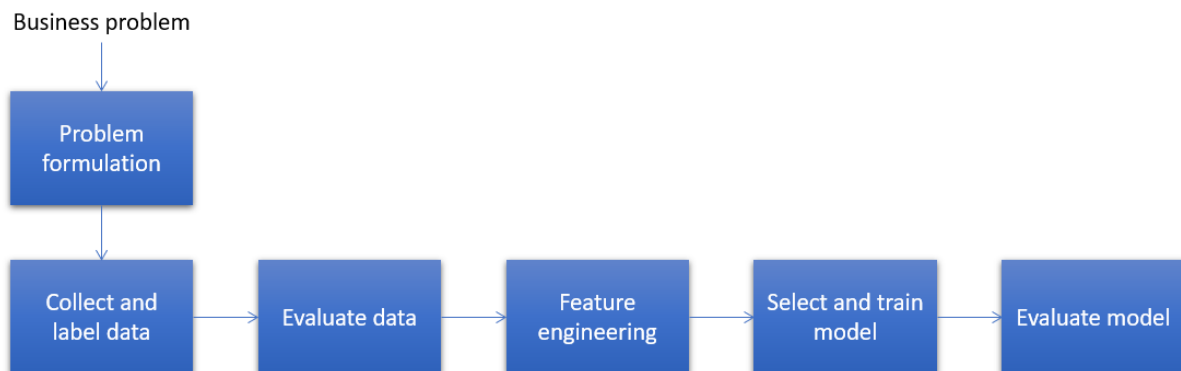 Business problem
Problem
formulation
Collect and
label data
Evaluate data
Feature
engineering
Select and train
model
Evaluate model